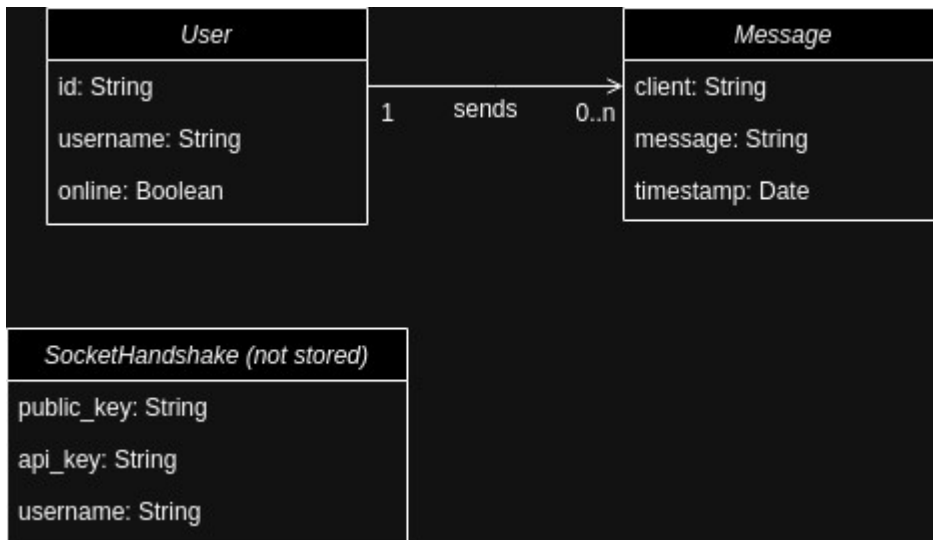 User
id: String
username: String
online: Boolean
1 sends 0..n
Message
client: String
message: String
timestamp: Date
SocketHandshake (not stored)
public_key: String
api_key: String
username: String